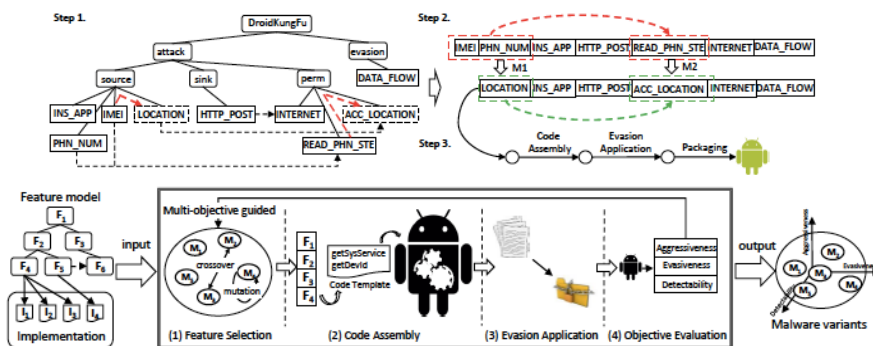 Step 1.
DroidKungFu
attack
evasion
source
sink
perm
DATA_FLOW
INS_APP
IMEI
LOCATION
HTTP_POST
INTERNET
ACC_LOCATION
PHN_NUM
READ_PHN_STE
Step 2.
IMEI PHN_NUM INS_APP HTTP_POST READ_PHN_STE INTERNET DATA_FLOW
M1
M2
LOCATION INS_APP HTTP_POST ACC_LOCATION INTERNET DATA_FLOW
Step 3.
Code Assembly
Evasion Application
Packaging
Feature model
F1
F2
F3
F4
F5
F6
Implementation
input
Multi-objective guided
crossover
mutation
(1) Feature Selection
F1
F2
F3
F4
getSysService
getDevId
Code Template
(2) Code Assembly
(3) Evasion Application
Aggressiveness
Evasiveness
Detectability
(4) Objective Evaluation
output
Aggressiveness
Evasiveness
Detectability
Malware variants